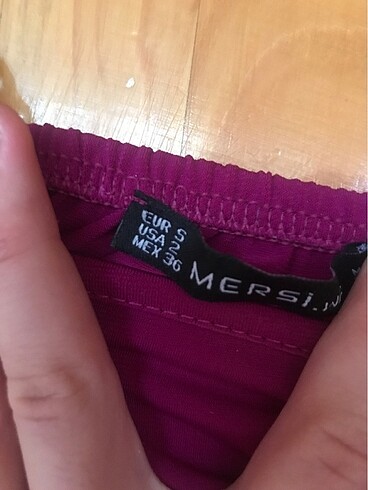 EUR S
USA 2
MEX 36
MERSİ.